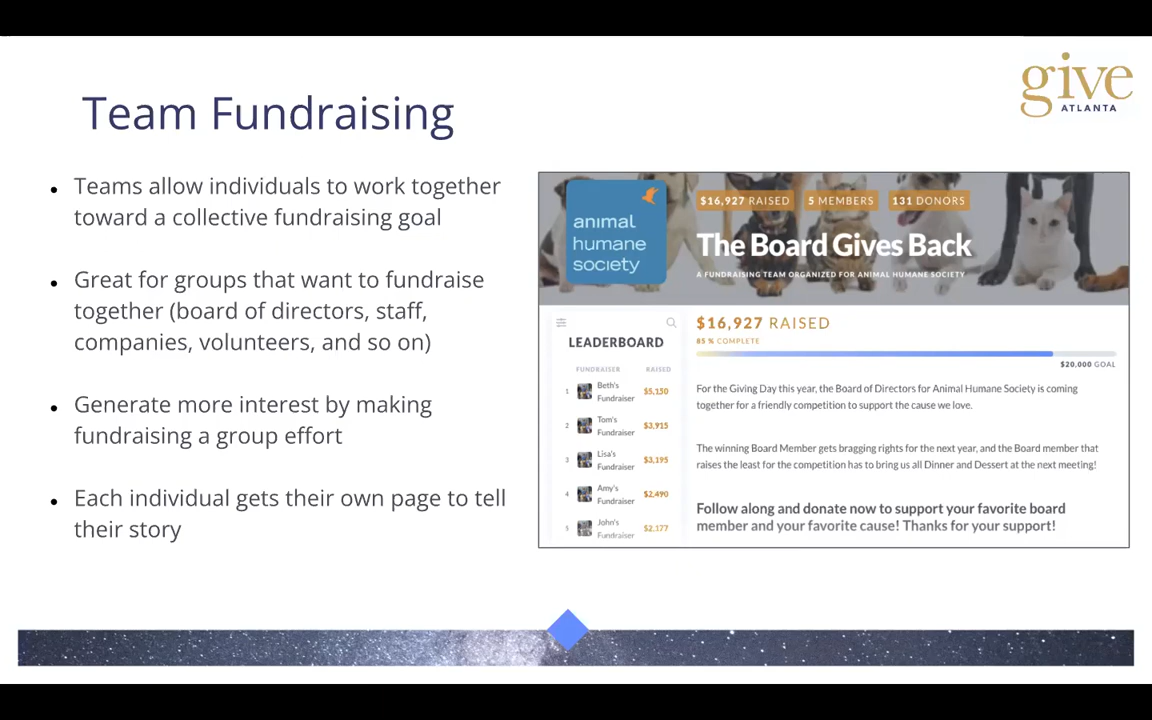 give
ATLANTA
Team Fundraising
• Teams allow individuals to work together
toward a collective fundraising goal
• Great for groups that want to fundraise
together (board of directors, staff,
companies, volunteers, and so on)
• Generate more interest by making
fundraising a group effort
• Each individual gets their own page to tell
their story
animal
humane
society
$16,927 RAISED
5 MEMBERS
131 DONORS
The Board Gives Back
A FUNDRAISING TEAM ORGANIZED FOR ANIMAL HUMANE SOCIETY
LEADERBOARD
FUNDRAISER RAISED
1 Beth's
Fundraiser
$5,150
2 Tom's
Fundraiser
$3,915
3 Lisa's
Fundraiser
$3,195
4 Amy's
Fundraiser
$2,490
5 John's
Fundraiser
$2,177
$16,927 RAISED
85 % COMPLETE
$20,000 GOAL
For the Giving Day this year, the Board of Directors for Animal Humane Society is coming
together for a friendly competition to support the cause we love.
The winning Board Member gets bragging rights for the next year, and the Board member that
raises the least for the competition has to bring us all Dinner and Dessert at the next meeting!
Follow along and donate now to support your favorite board
member and your favorite cause! Thanks for your support!